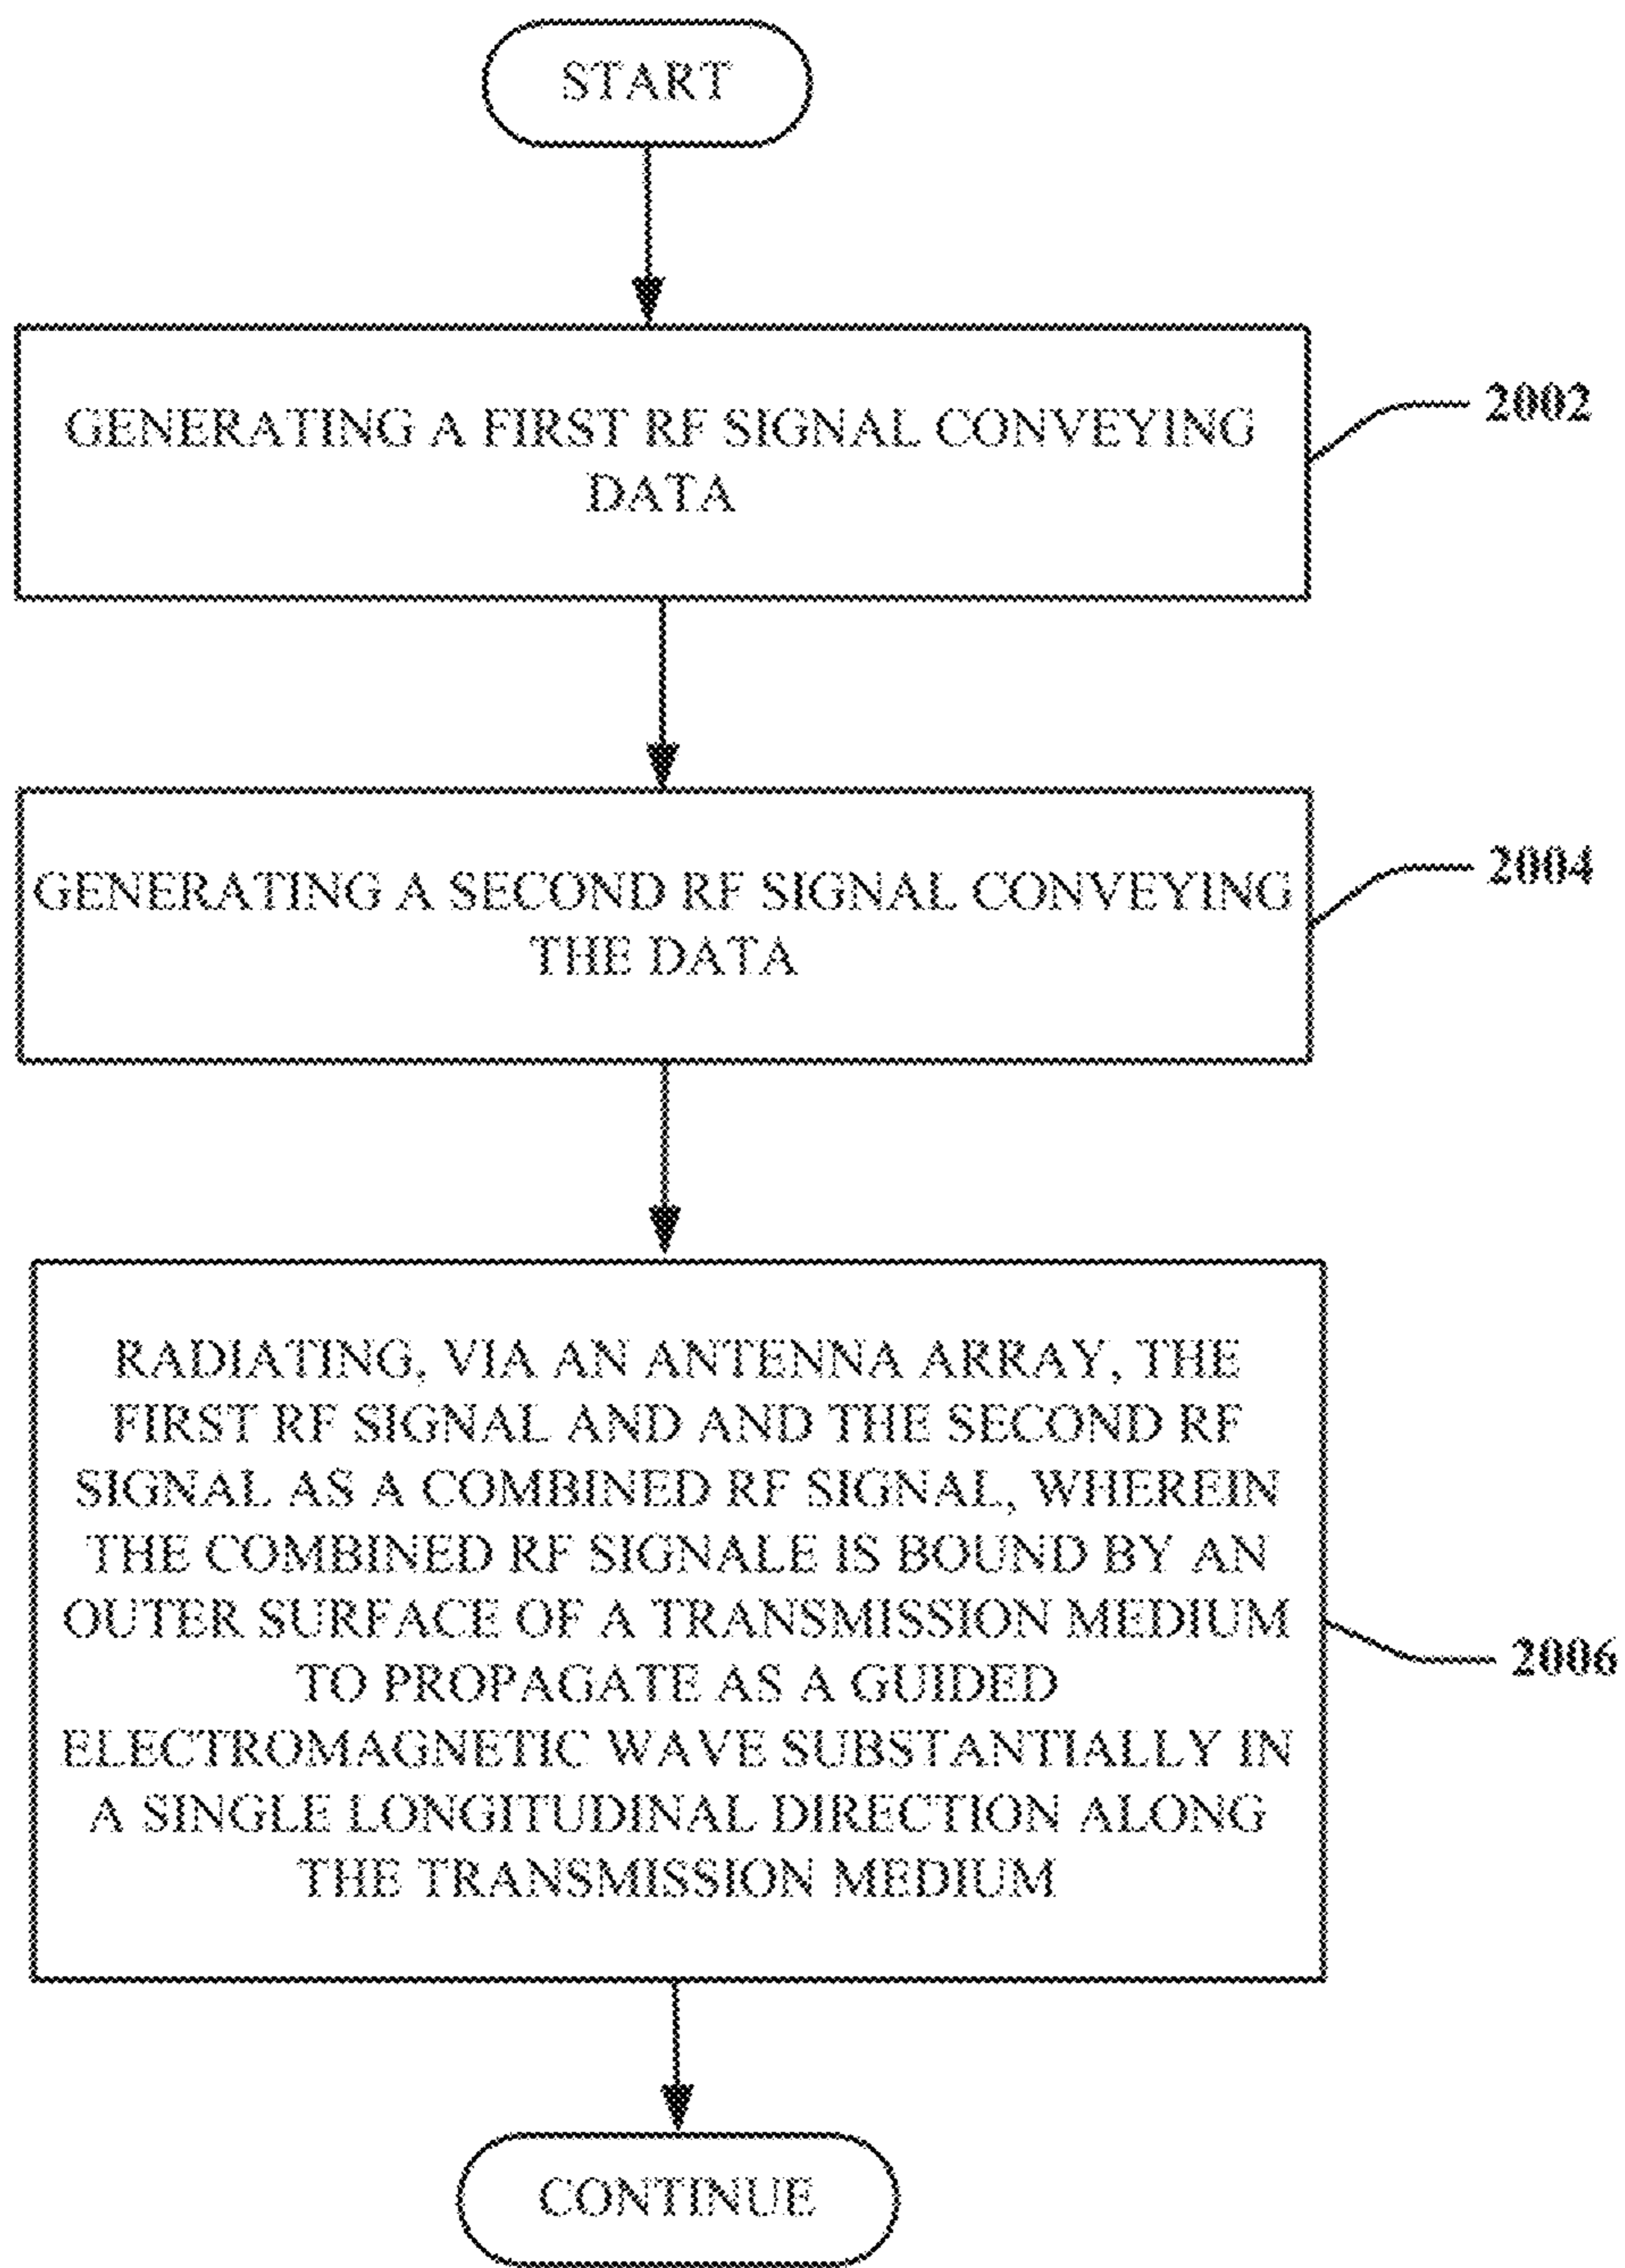 START
GENERATING A FIRST RF SIGNAL CONVEYING
DATA
2002
GENERATING A SECOND RF SIGNAL CONVEYING
THE DATA
2004
RADIATING, VIA AN ANTENNA ARRAY, THE
FIRST RF SIGNAL AND AND THE SECOND RF
SIGNAL AS A COMBINED RF SIGNAL, WHEREIN
THE COMBINED RF SIGNALE IS BOUND BY AN
OUTER SURFACE OF A TRANSMISSION MEDIUM
TO PROPAGATE AS A GUIDED
ELECTROMAGNETIC WAVE SUBSTANTIALLY IN
A SINGLE LONGITUDINAL DIRECTION ALONG
THE TRANSMISSION MEDIUM
2006
CONTINUE